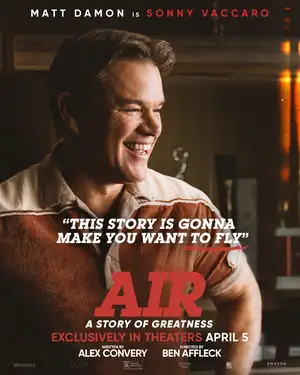 MATT DAMON IS SONNY VACCARO
"THIS STORY IS GONNA
MAKE YOU WANT TO FLY"
AIR
A STORY OF GREATNESS
EXCLUSIVELY IN THEATERS APRIL 5
WRITTEN BY
ALEX CONVERY
DIRECTED BY
BEN AFFLECK